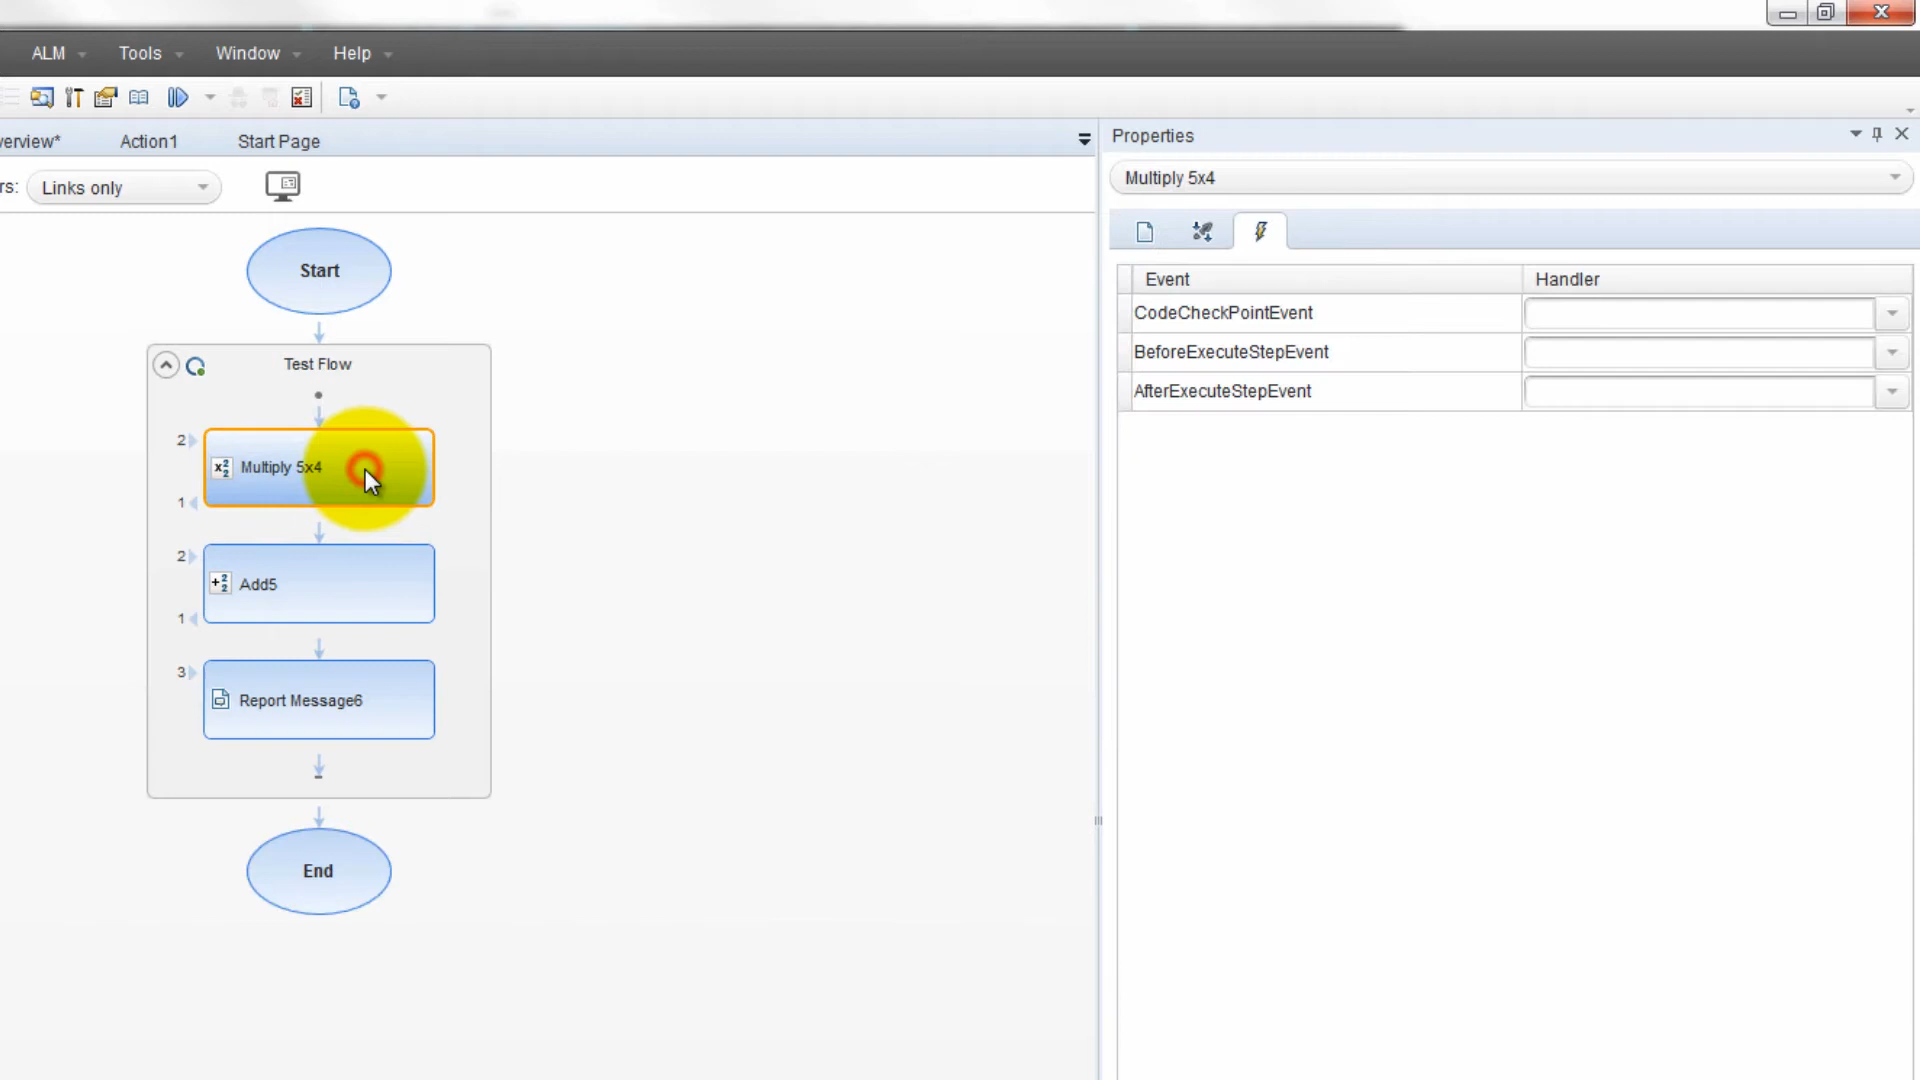 ALM Tools Window Help
verview* Action1 Start Page
rs: Links only
Start
Test Flow
2
Multiply 5x4
1
2
Add5
1
3
Report Message6
End
Properties
Multiply 5x4
Event Handler
CodeCheckPointEvent
BeforeExecuteStepEvent
AfterExecuteStepEvent